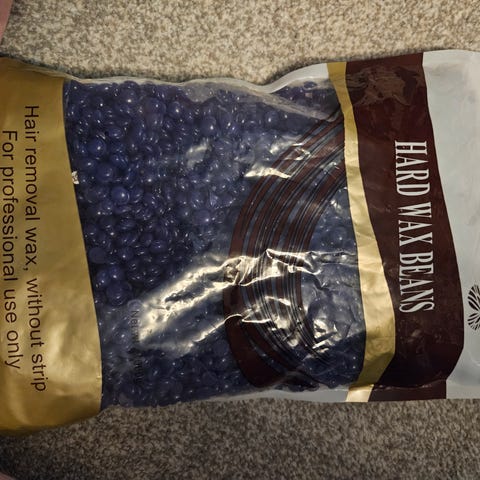 HARD WAX BEANS
Hair removal wax, without strip
For professional use only